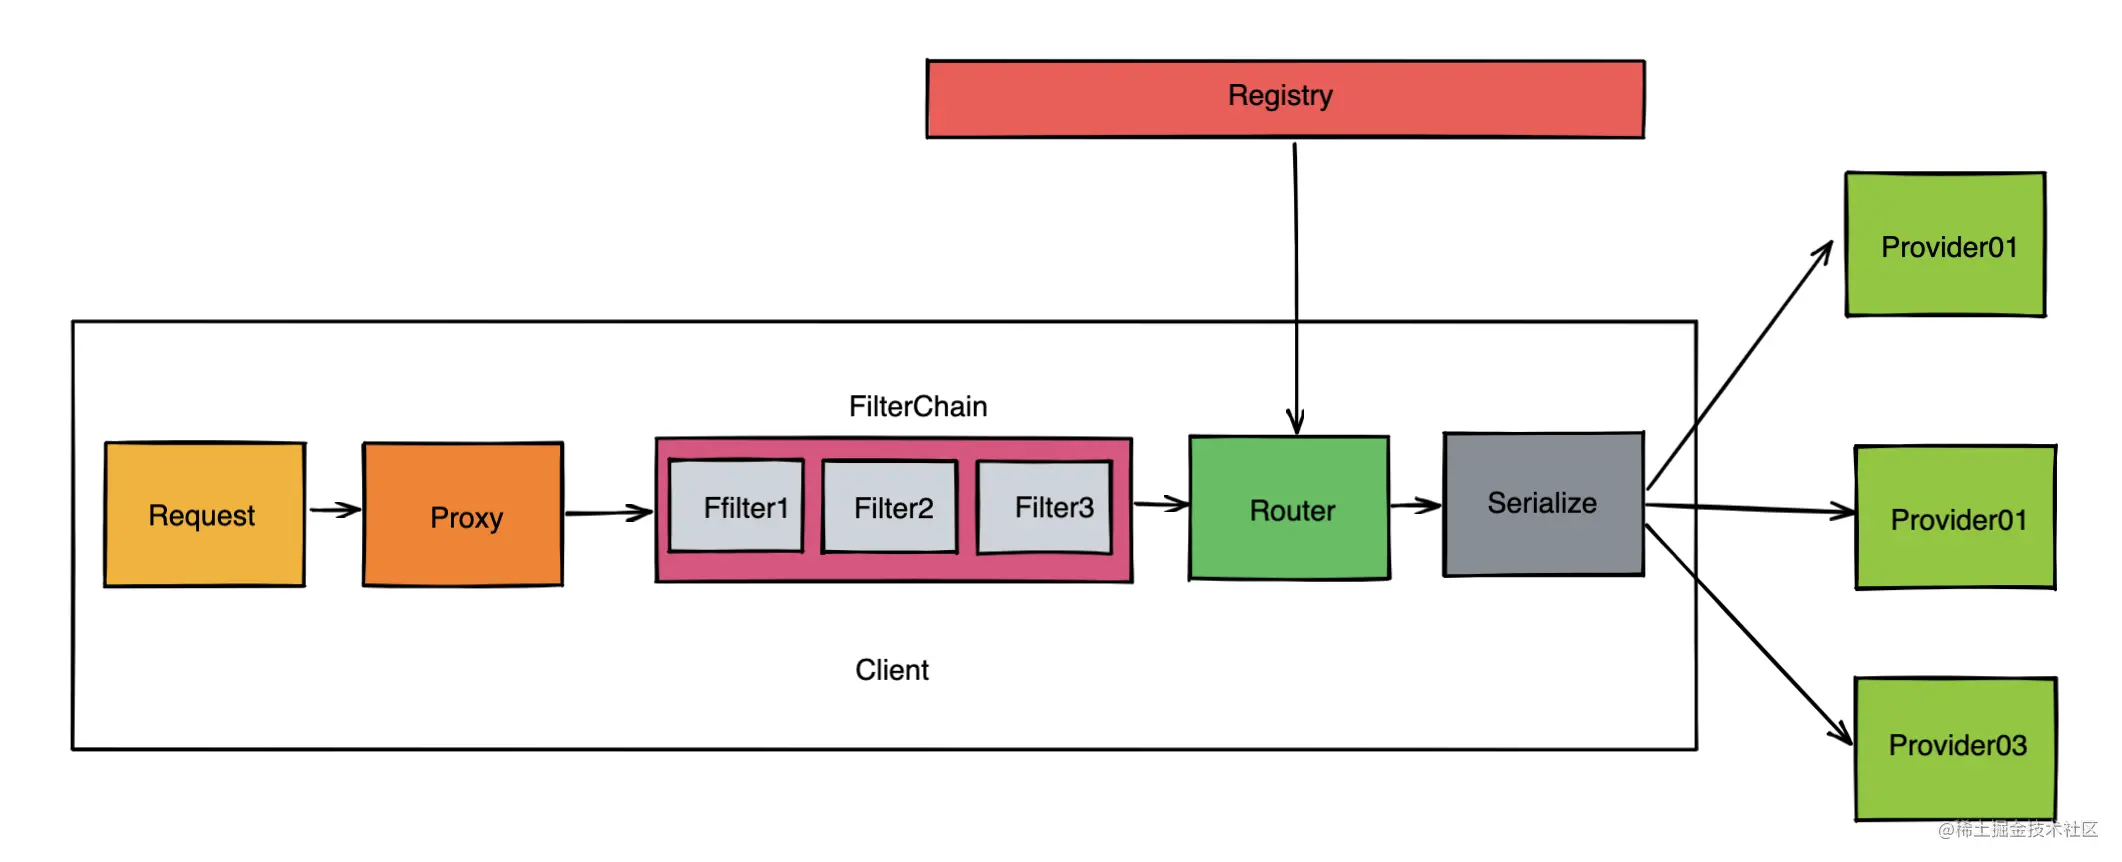 Registry
Provider01
FilterChain
Request
Proxy
Ffilter1
Filter2
Filter3
Router
Serialize
Provider01
Client
Provider03
@稀土掘金技术社区